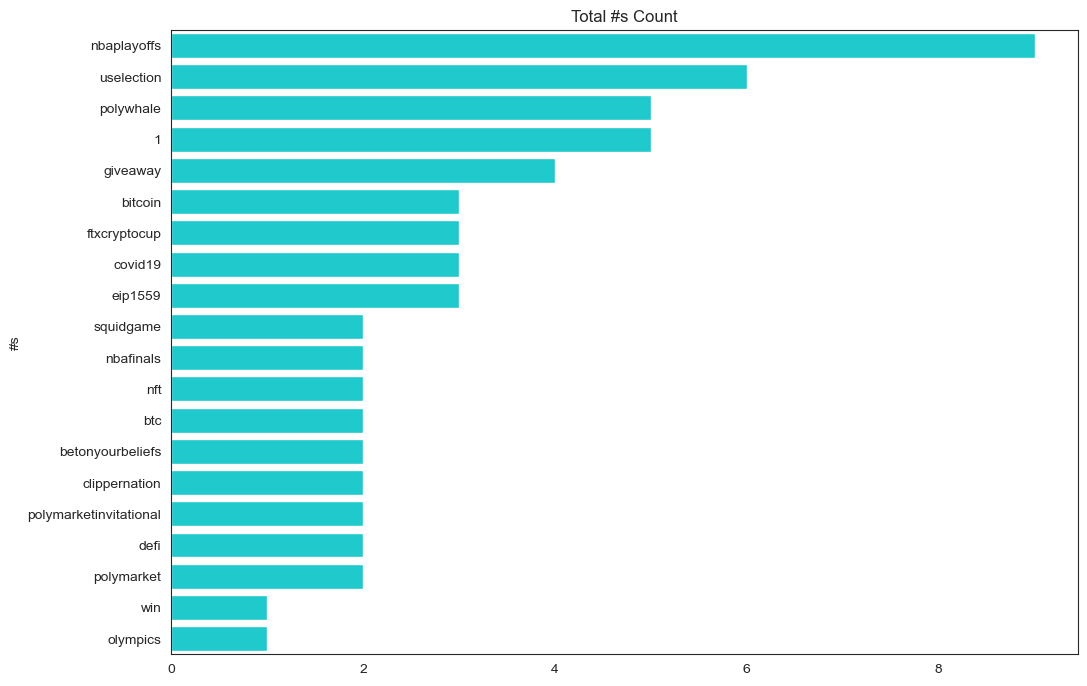 Total #s Count
nbaplayoffs
uselection
polywhale
1
giveaway
bitcoin
ftxcryptocup
covid19
eip1559
squidgame
nbafinals
nft
btc
betonyourbeliefs
clippernation
polymarketinvitational
defi
polymarket
win
olympics
#s
0 2 4 6 8